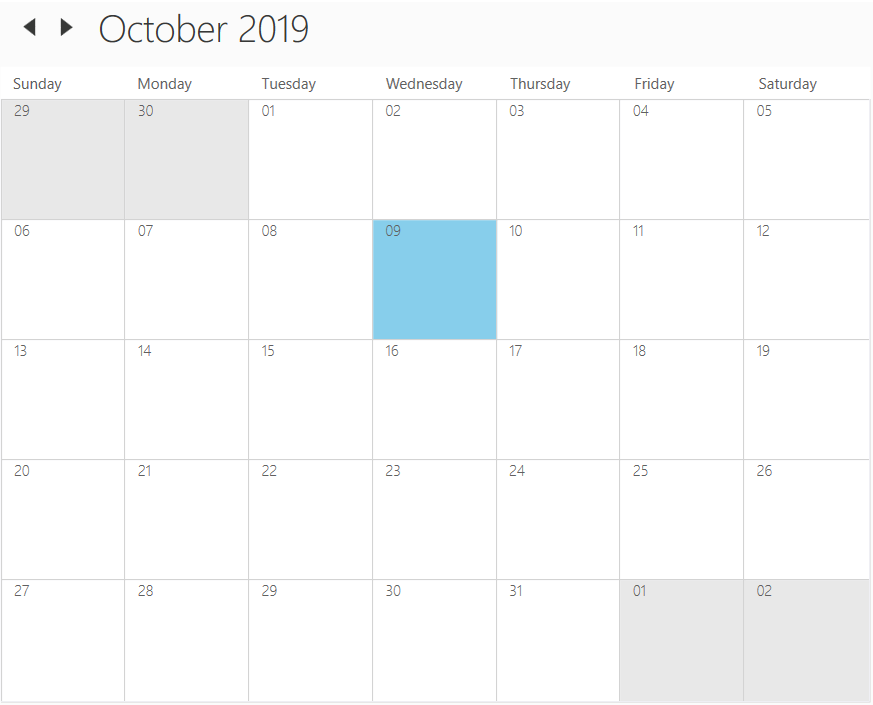 October 2019
Sunday Monday Tuesday Wednesday Thursday Friday Saturday
29 30 01 02 03 04 05
06 07 08 09 10 11 12
13 14 15 16 17 18 19
20 21 22 23 24 25 26
27 28 29 30 31 01 02